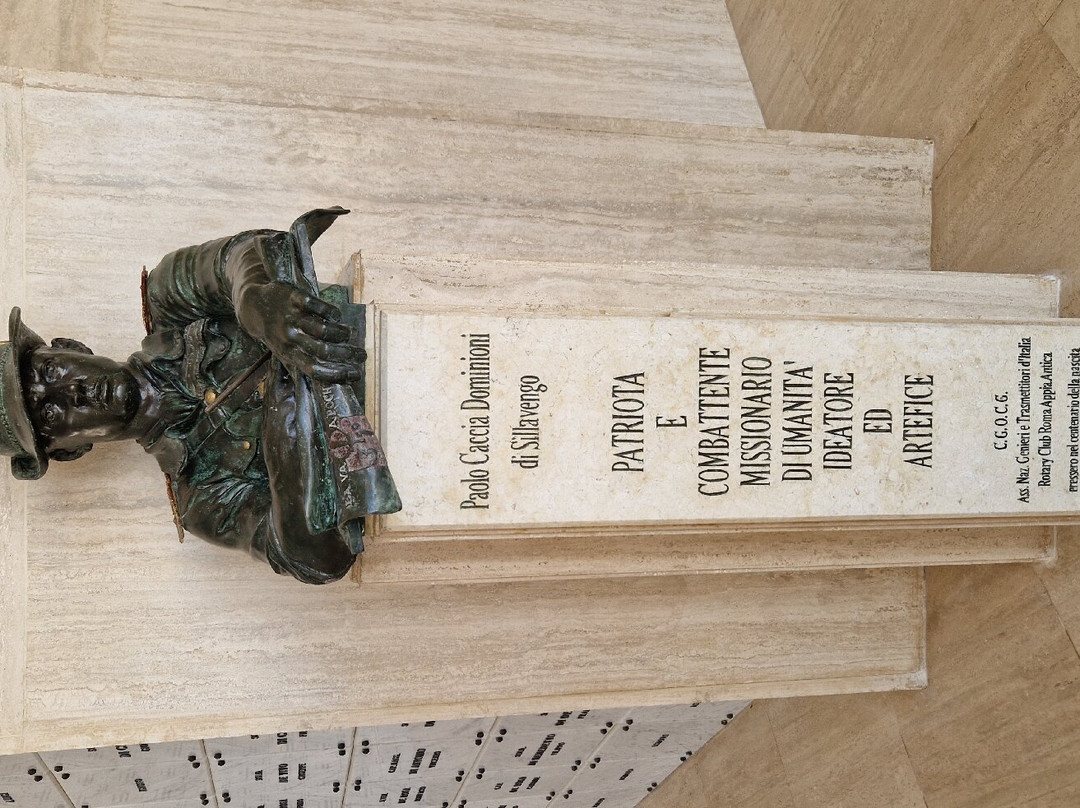 Paolo Caccia Dominioni
di Sillavengo
PATRIOTA
E
COMBATTENTE
MISSIONARIO
DI UMANITA'
IDEATORE
ED
ARTEFICE
C.G.O.C.G.
Ass. Naz. Genieri e Trasmettitori d'Italia
Rotary Club Roma Appia Antica
eressero nel centenario della nascita